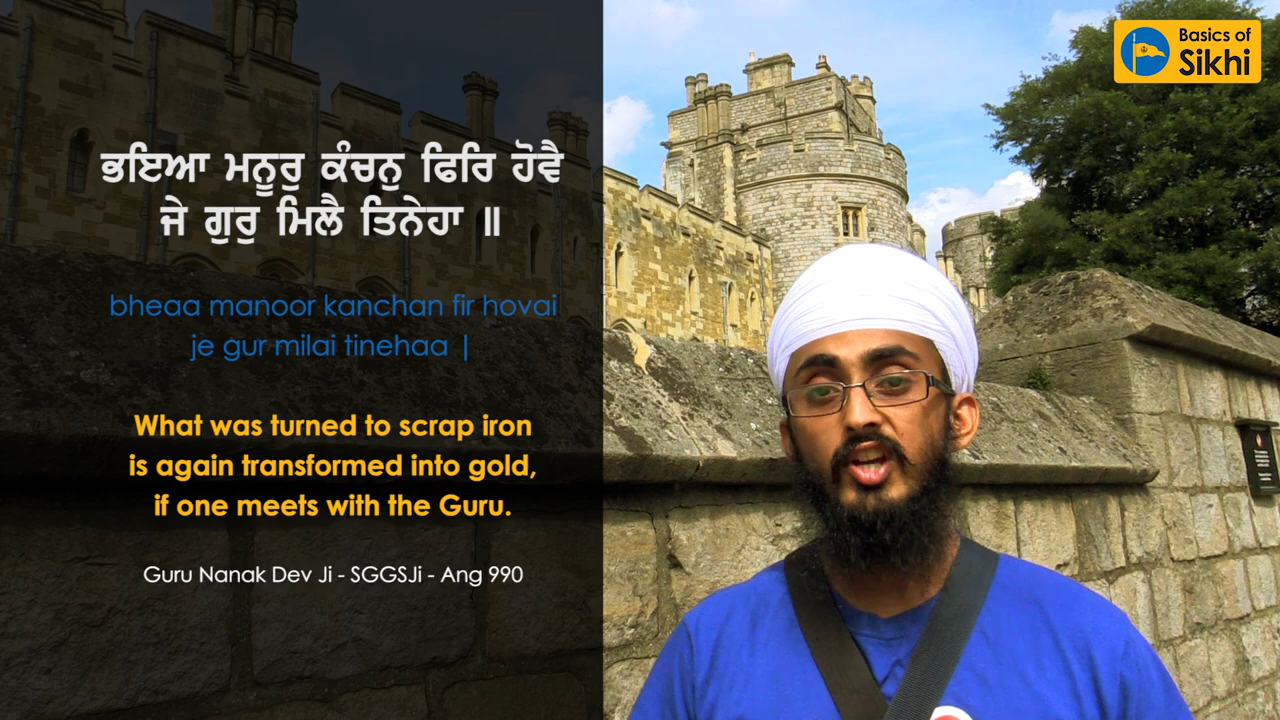 ਭਇਆ ਮਨੂਰੁ ਕੰਚਨੁ ਫਿਰਿ ਹੋਵੈ
ਜੇ ਗੁਰੁ ਮਿਲੈ ਤਿਨੇਹਾ ॥
bheaa manoor kanchan fir hovai
je gur milai tinehaa |
What was turned to scrap iron
is again transformed into gold,
if one meets with the Guru.
Guru Nanak Dev Ji - SGGSJi - Ang 990
Basics of
Sikhi